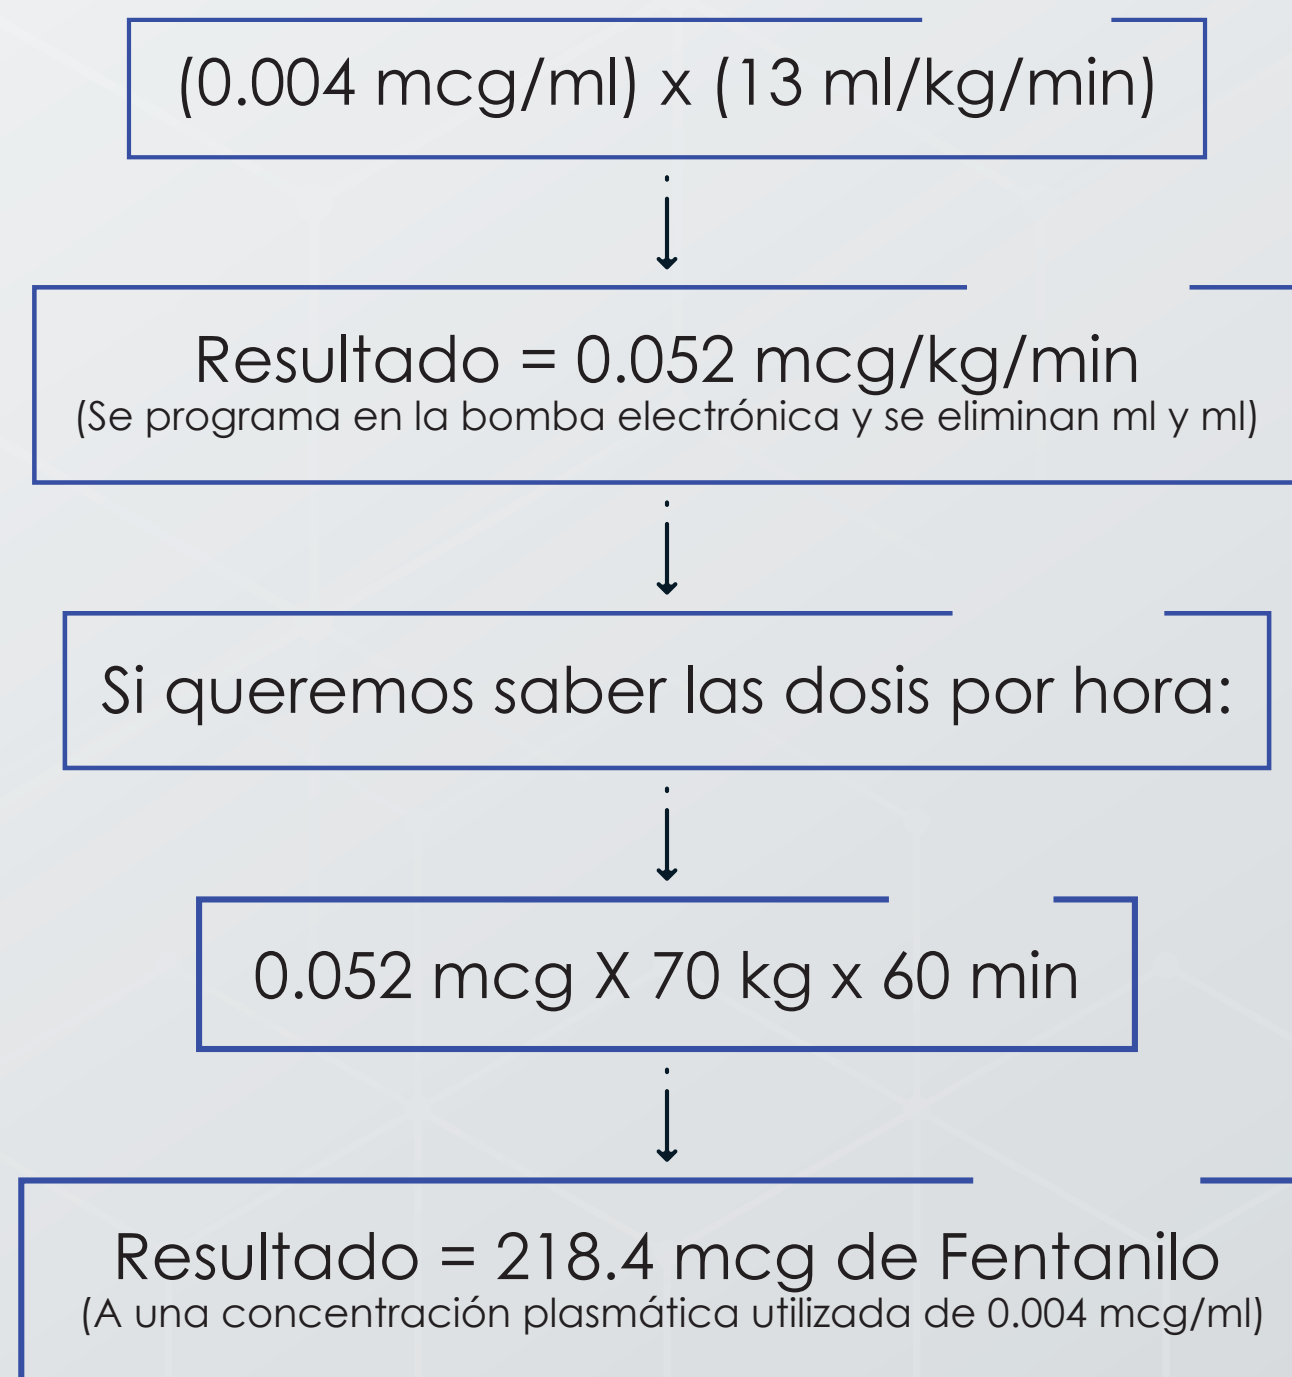 (0.004 mcg/ml) x (13 ml/kg/min)
Resultado = 0.052 mcg/kg/min
(Se programa en la bomba electrónica y se eliminan ml y ml)
Si queremos saber las dosis por hora:
0.052 mcg X 70 kg x 60 min
Resultado = 218.4 mcg de Fentanilo
(A una concentración plasmática utilizada de 0.004 mcg/ml)